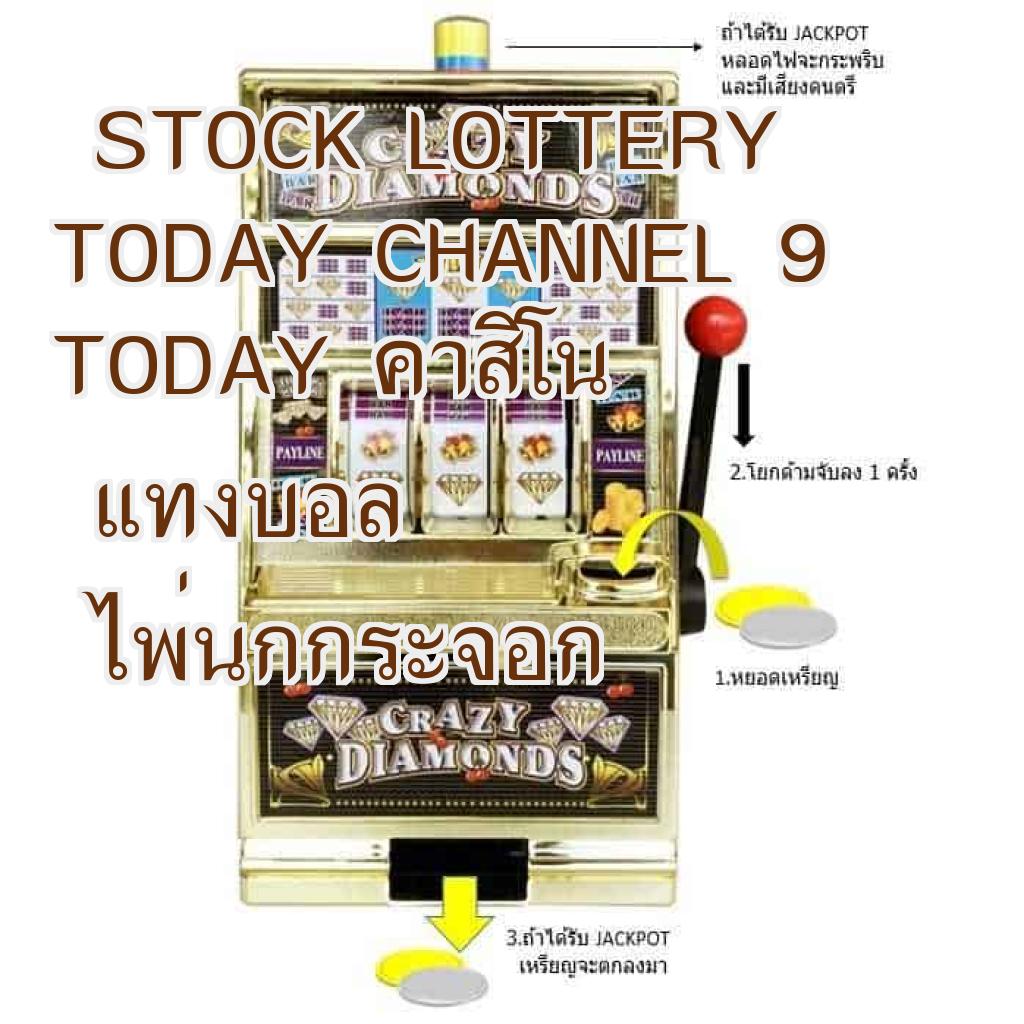 ถ้าได้รับ JACKPOT
หลอดไฟจะกระพริบ
และมีเสียงดนตรี
STOCK LOTTERY
TODAY CHANNEL 9
TODAY คาสิโน
แทงบอล
ไพ่นกกระจอก
CRAZY
DIAMONDS
PAYLINE
PAYLINE
2.โยกด้ามจับลง 1 ครั้ง
1.หยอดเหรียญ
CRAZY
DIAMONDS
3.ถ้าได้รับ JACKPOT
เหรียญจะตกลงมา